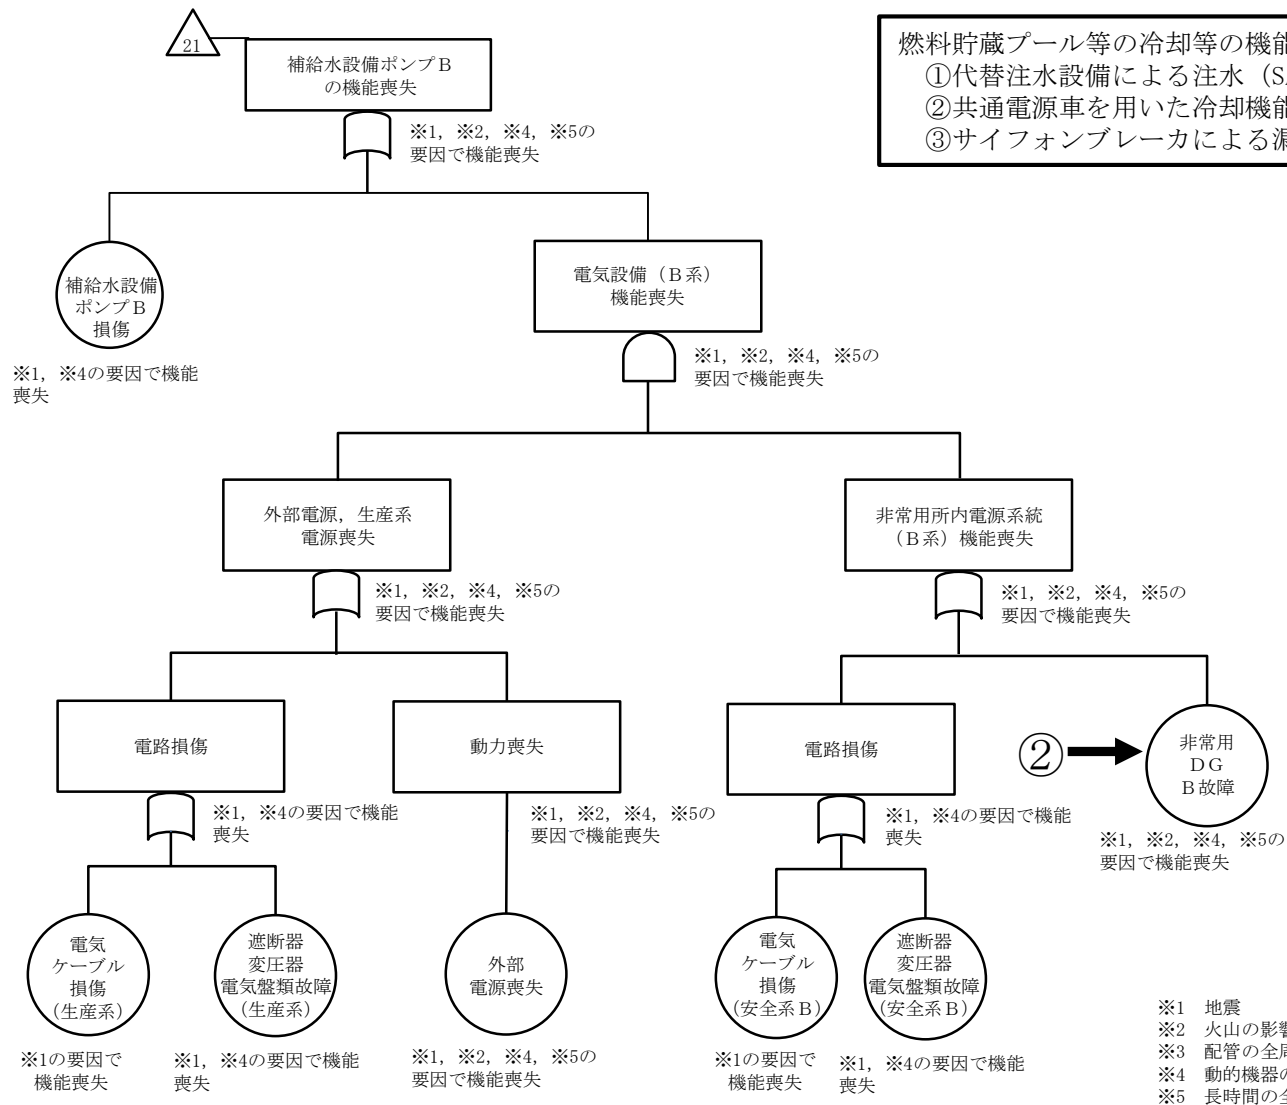 21
補給水設備ポンプB
の機能喪失
※1，※2，※4，※5の
要因で機能喪失
燃料貯蔵プール等の冷却等の機能
①代替注水設備による注水（SA
②共通電源車を用いた冷却機能
③サイフォンブレーカによる漏
補給水設備
ポンプB
損傷
※1，※4の要因で機能
喪失
電気設備（B系）
機能喪失
※1，※2，※4，※5の
要因で機能喪失
外部電源，生産系
電源喪失
※1，※2，※4，※5の
要因で機能喪失
非常用所内電源系統
（B系）機能喪失
※1，※2，※4，※5の
要因で機能喪失
電路損傷
※1，※4の要因で機能
喪失
動力喪失
※1，※2，※4，※5の
要因で機能喪失
電路損傷
※1，※4の要因で機能
喪失
②
非常用
DG
B故障
※1，※2，※4，※5の
要因で機能喪失
電気
ケーブル
損傷
（生産系）
※1の要因で
機能喪失
遮断器
変圧器
電気盤類故障
（生産系）
※1，※4の要因で機能
喪失
外部
電源喪失
※1，※2，※4，※5の
要因で機能喪失
電気
ケーブル
損傷
（安全系B）
※1の要因で
機能喪失
遮断器
変圧器
電気盤類故障
（安全系B）
※1，※4の要因で機能
喪失
※1　地震
※2　火山の影響
※3　配管の全周
※4　動的機器の
※5　長時間の全